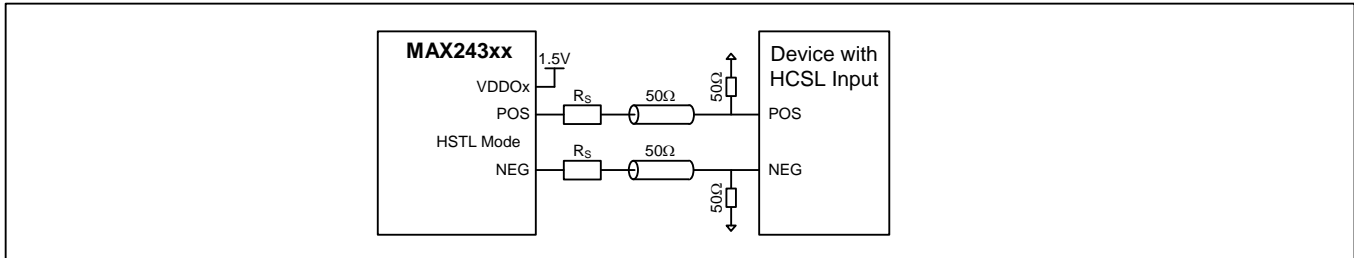 MAX243xx
1.5V
VDDOx
POS
HSTL Mode
NEG
RS
50Ω
RS
50Ω
50Ω
50Ω
Device with
HCSL Input
POS
NEG